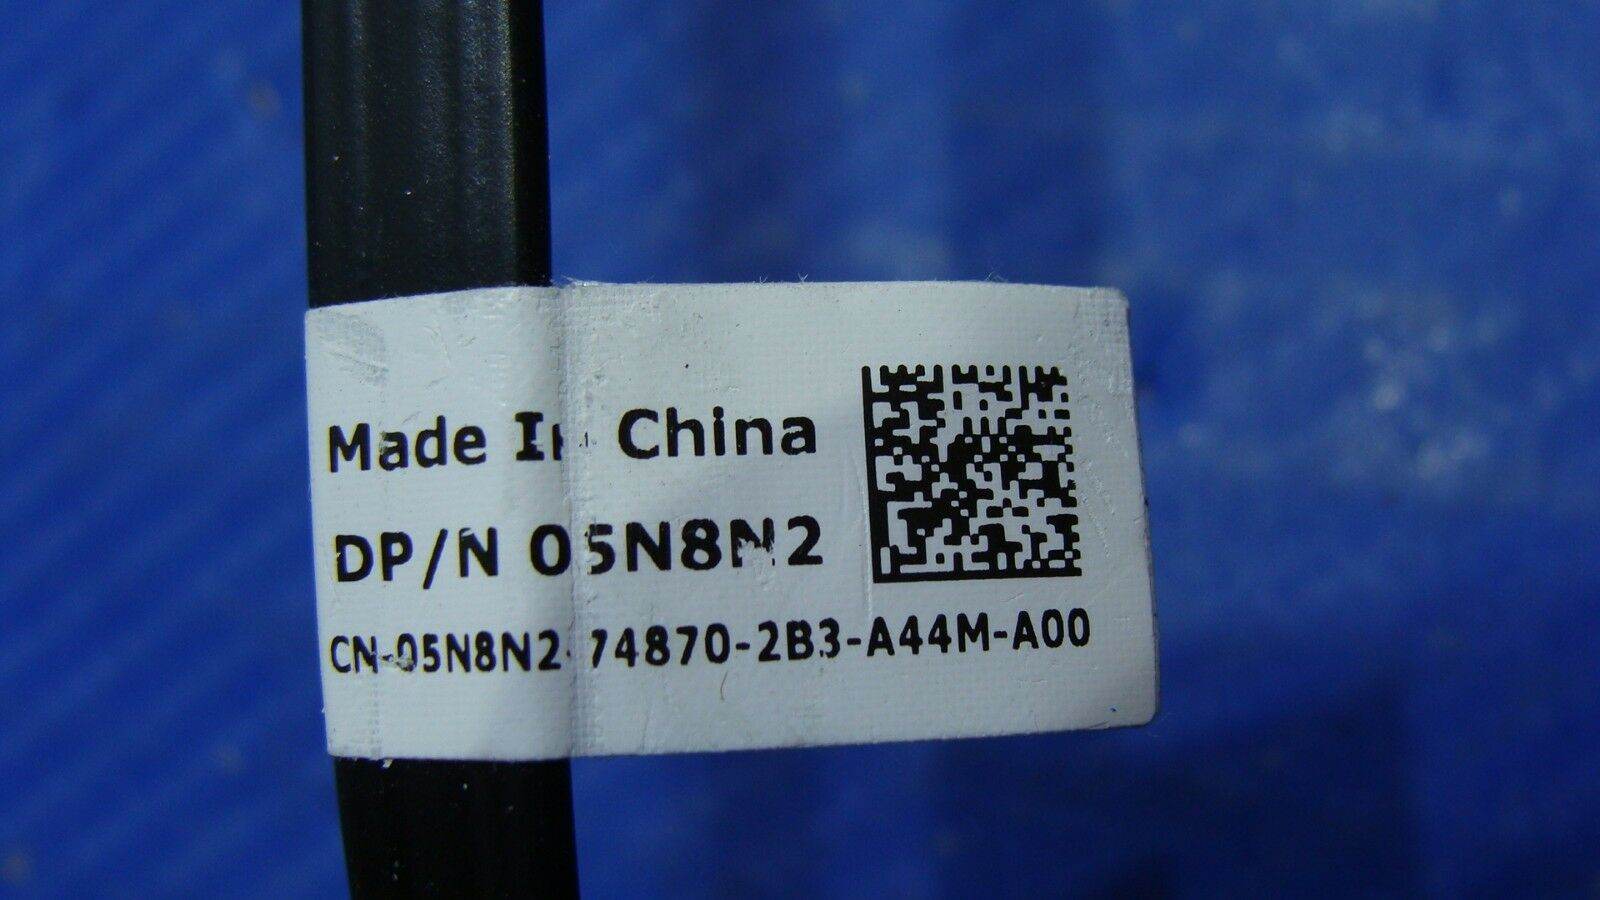 Made In China
DP/N 05N8N2
CN-05N8N2-74870-2B3-A44M-A00